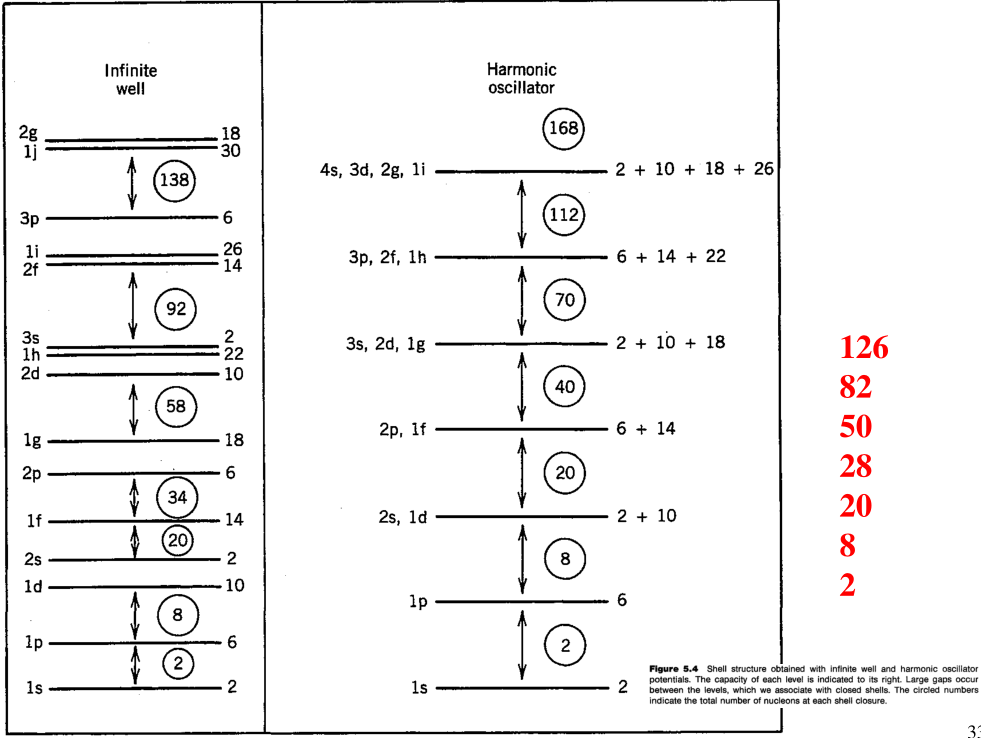 Infinite
well
2g 18
1j 30
138
3p 6
1i 26
2f 14
92
3s 2
1h 22
2d 10
58
1g 18
2p 6
34
1f 14
20
2s 2
1d 10
8
1p 6
2
1s 2
Harmonic
oscillator
168
4s, 3d, 2g, 1i 2 + 10 + 18 + 26
112
3p, 2f, 1h 6 + 14 + 22
70
3s, 2d, 1g 2 + 10 + 18
40
2p, 1f 6 + 14
20
2s, 1d 2 + 10
8
1p 6
2
1s 2
126
82
50
28
20
8
2
Figure 5.4 Shell structure obtained with infinite well and harmonic oscillator
potentials. The capacity of each level is indicated to its right. Large gaps occur
between the levels, which we associate with closed shells. The circled numbers
indicate the total number of nucleons at each shell closure.
33